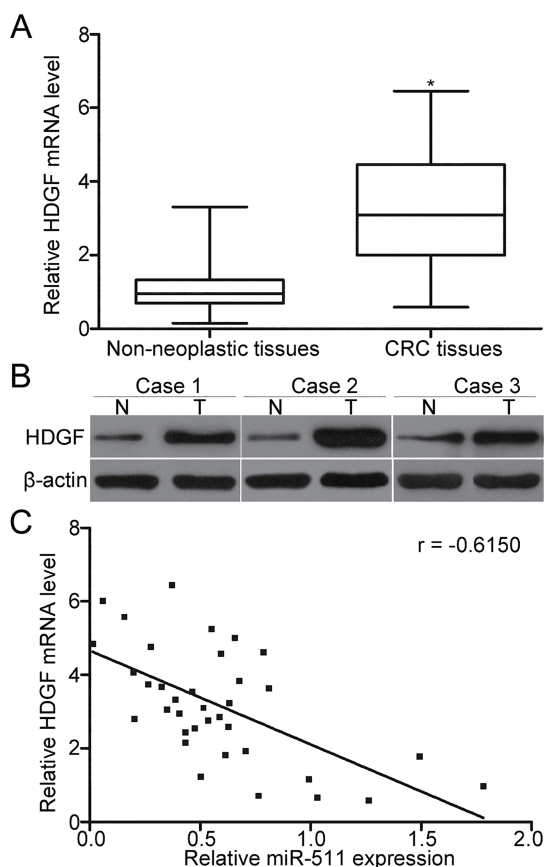 A
Relative HDGF mRNA level
8
6
4
2
0
*
Non-neoplastic tissues
CRC tissues
B
Case 1
Case 2
Case 3
N T N T N T
HDGF
β-actin
C
Relative HDGF mRNA level
8
6
4
2
0
r = -0.6150
0.0 0.5 1.0 1.5 2.0
Relative miR-511 expression